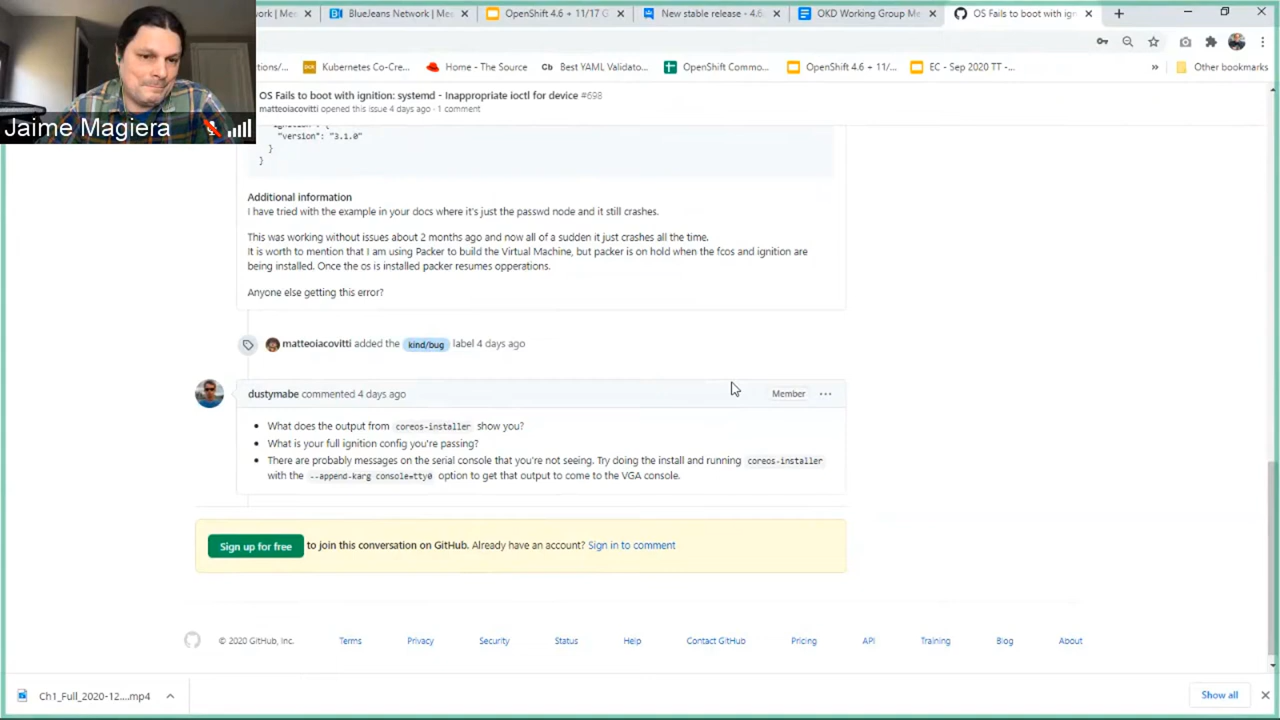 work | Mee
BlueJeans Network | Mee
OpenShift 4.6 + 11/17 G
New stable release - 4.6
OKD Working Group Me
OS Fails to boot with ign
ations/...
Kubernetes Co-Cre...
Home - The Source
Cb Best YAML Validato...
OpenShift Commo...
OpenShift 4.6 + 11/...
EC - Sep 2020 TT -...
»
Other bookmarks
Jaime Magiera
OS Fails to boot with ignition: systemd - Inappropriate ioctl for device #698
matteoiacovitti opened this issue 4 days ago · 1 comment
"ignition": {
"version": "3.1.0"
}
}
Additional information
I have tried with the example in your docs where it's just the passwd node and it still crashes.
This was working without issues about 2 months ago and now all of a sudden it just crashes all the time.
It is worth to mention that I am using Packer to build the Virtual Machine, but packer is on hold when the fcos and ignition are
being installed. Once the os is installed packer resumes opperations.
Anyone else getting this error?
matteoiacovitti added the kind/bug label 4 days ago
dustymabe commented 4 days ago
Member
...
• What does the output from coreos-installer show you?
• What is your full ignition config you're passing?
• There are probably messages on the serial console that you're not seeing. Try doing the install and running coreos-installer
with the --append-karg console=tty0 option to get that output to come to the VGA console.
Sign up for free to join this conversation on GitHub. Already have an account? Sign in to comment
© 2020 GitHub, Inc.
Terms
Privacy
Security
Status
Help
Contact GitHub
Pricing
API
Training
Blog
About
Ch1_Full_2020-12....mp4
Show all